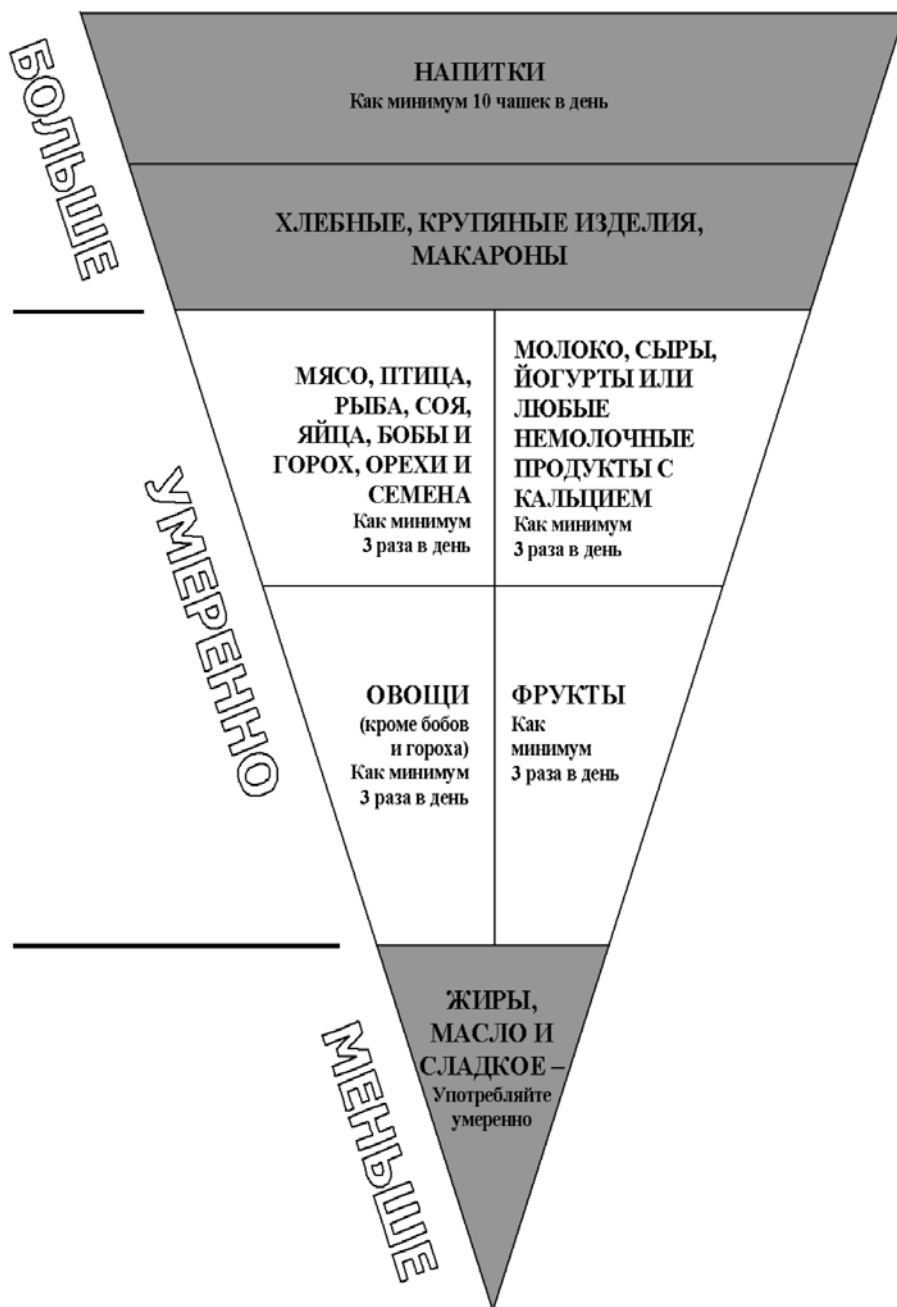 БОЛЬШЕ
НАПИТКИ
Как минимум 10 чашек в день
ХЛЕБНЫЕ, КРУПЯНЫЕ ИЗДЕЛИЯ,
МАКАРОНЫ
УМЕРЕННО
МЯСО, ПТИЦА,
РЫБА, СОЯ,
ЯЙЦА, БОБЫ И
ГОРОХ, ОРЕХИ И
СЕМЕНА
Как минимум
3 раза в день
МОЛОКО, СЫРЫ,
ЙОГУРТЫ ИЛИ
ЛЮБЫЕ
НЕМОЛОЧНЫЕ
ПРОДУКТЫ С
КАЛЬЦИЕМ
Как минимум
3 раза в день
ОВОЩИ
(кроме бобов
и гороха)
Как минимум
3 раза в день
ФРУКТЫ
Как
минимум
3 раза в день
МЕНЬШЕ
ЖИРЫ,
МАСЛО И
СЛАДКОЕ –
Употребляйте
умеренно